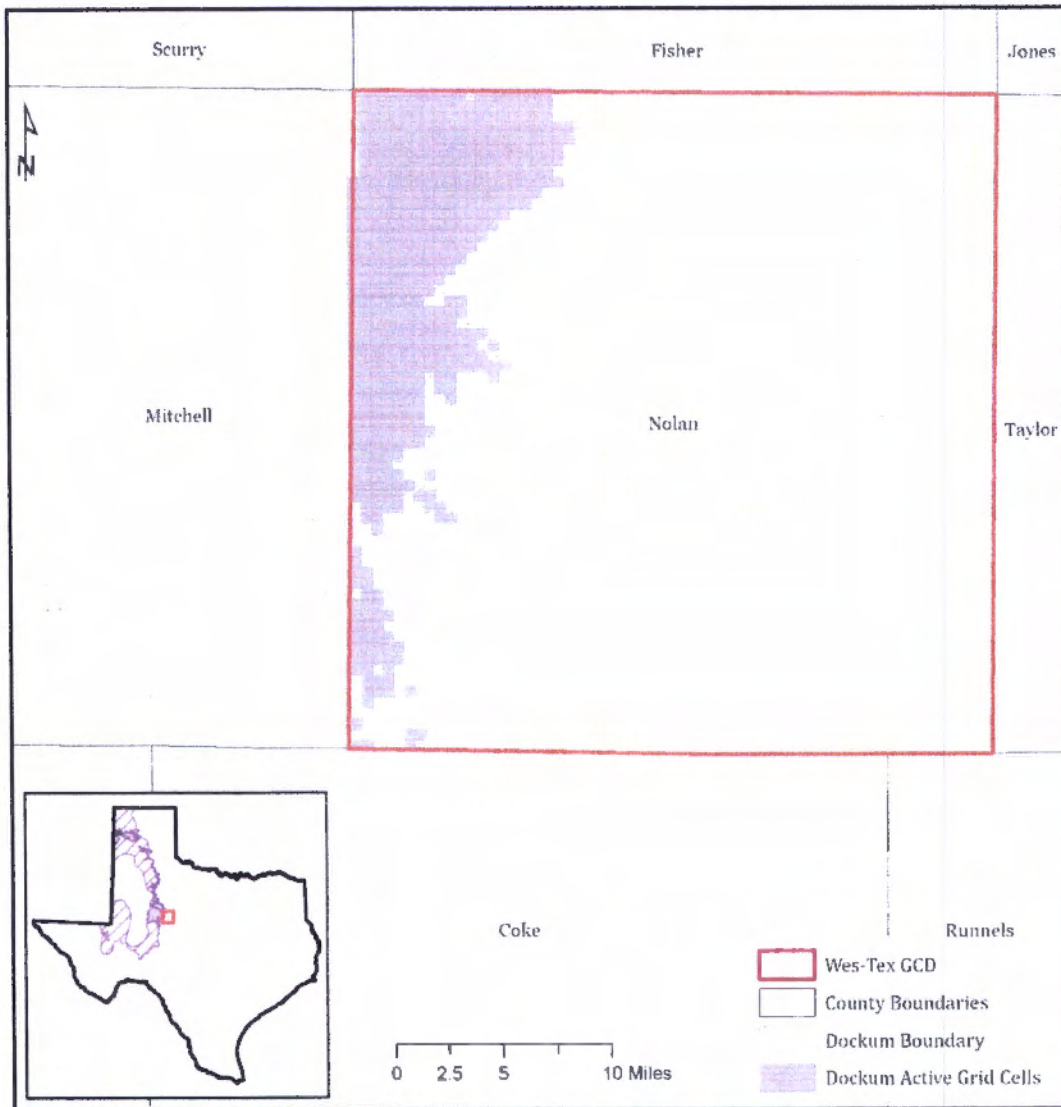 Scurry
Fisher
Jones
N
Mitchell
Nolan
Taylor
Coke
Runnels
Wes-Tex GCD
County Boundaries
Dockum Boundary
Dockum Active Grid Cells
0 2.5 5 10 Miles